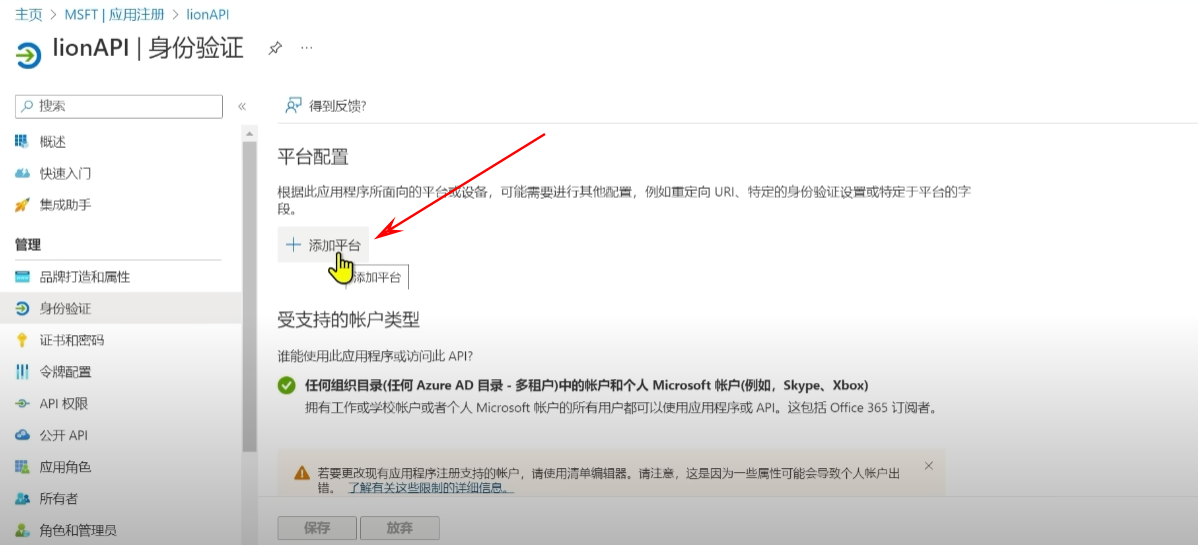 主页 > MSFT | 应用注册 > lionAPI
lionAPI | 身份验证
搜索
概述
快速入门
集成助手
管理
品牌打造和属性
身份验证
证书和密码
令牌配置
API 权限
公开 API
应用角色
所有者
角色和管理员
得到反馈?
平台配置
根据此应用程序所面向的平台或设备，可能需要进行其他配置，例如重定向 URI、特定的身份验证设置或特定于平台的字
段。
添加平台
添加平台
受支持的帐户类型
谁能使用此应用程序或访问此 API?
任何组织目录(任何 Azure AD 目录 - 多租户)中的帐户和个人 Microsoft 帐户(例如，Skype、Xbox)
拥有工作或学校帐户或者个人 Microsoft 帐户的所有用户都可以使用应用程序或 API。这包括 Office 365 订阅者。
若要更改现有应用程序注册支持的帐户，请使用清单编辑器。请注意，这是因为一些属性可能会导致个人帐户出
错。 了解有关这些限制的详细信息。
保存 放弃